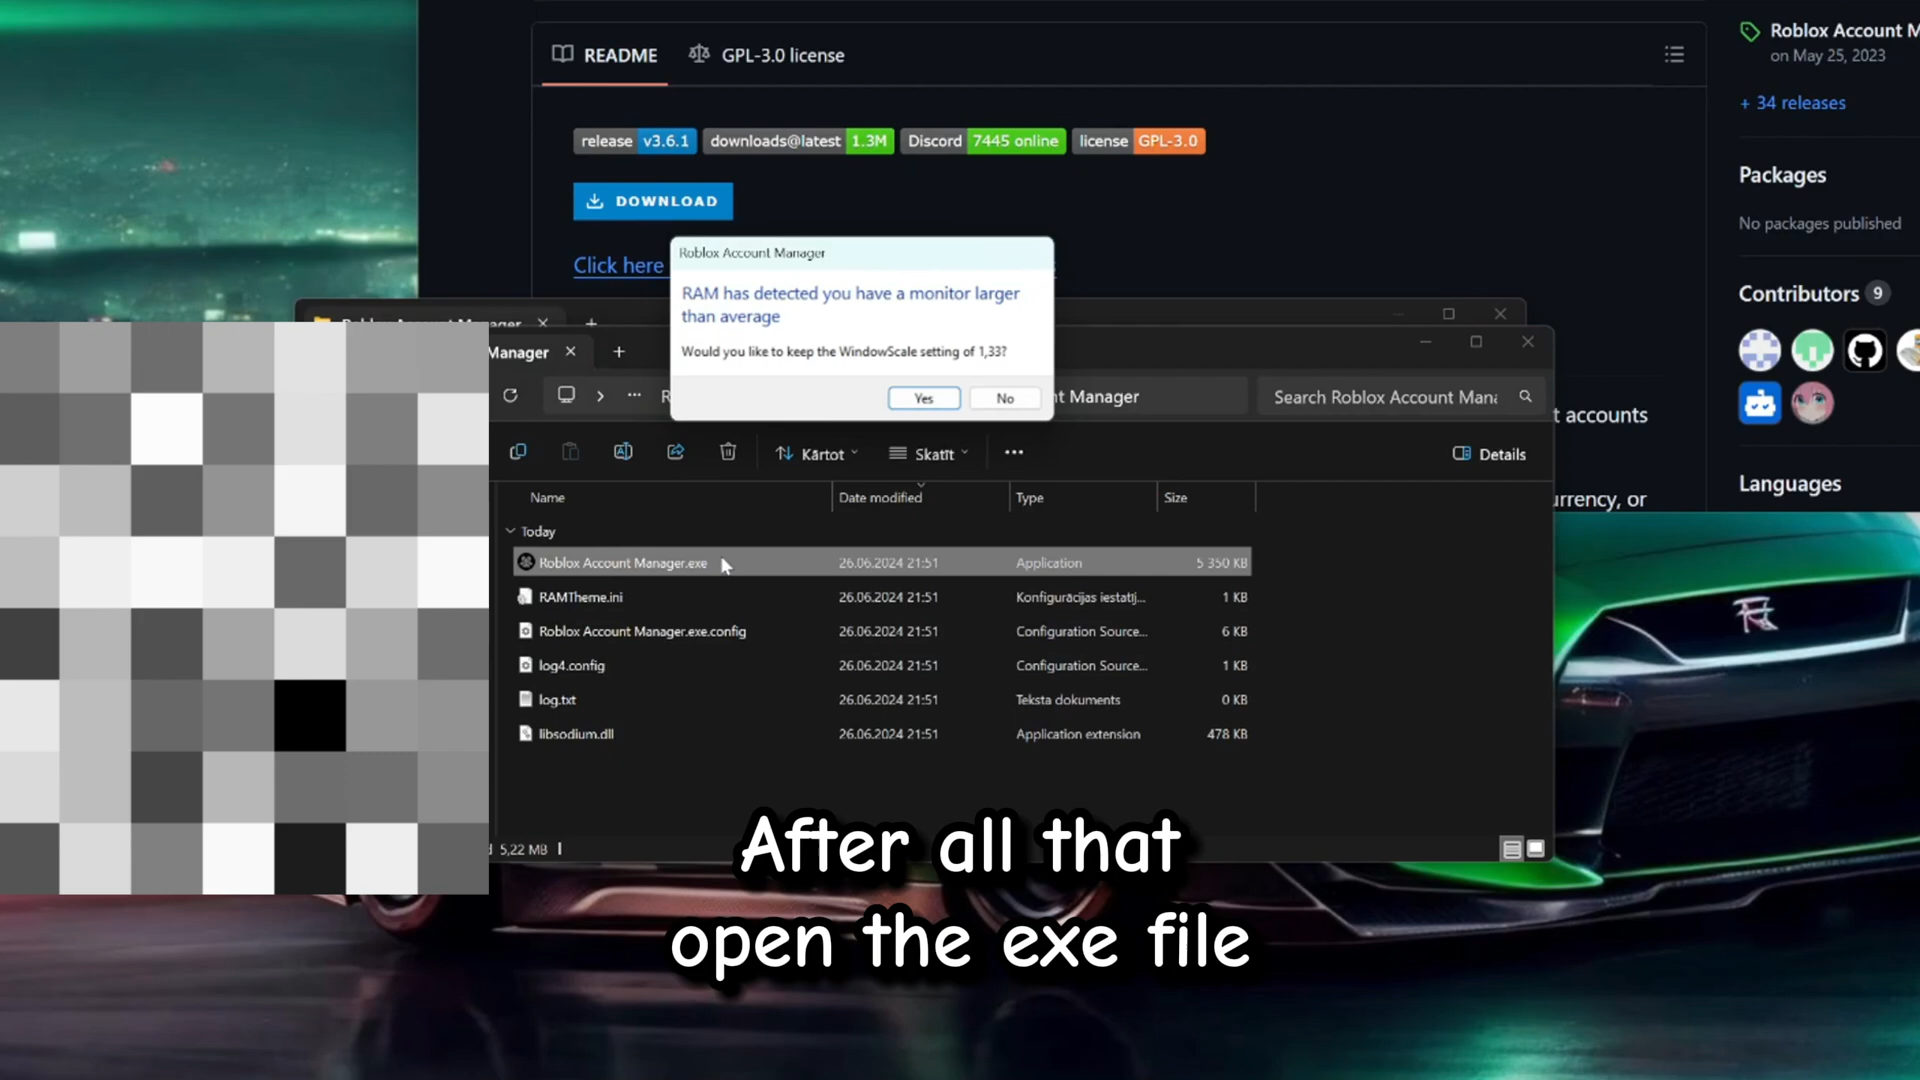 README
GPL-3.0 license
Roblox Account M
on May 25, 2023
+ 34 releases
release v3.6.1
downloads@latest 1.3M
Discord 7445 online
license GPL-3.0
DOWNLOAD
Packages
No packages published
Click here
Roblox Account Manager
RAM has detected you have a monitor larger
than average
Would you like to keep the WindowScale setting of 1,33?
Yes
No
Contributors 9
Roblox Account Manager
Manager
t Manager
Search Roblox Account Mana
t accounts
Kārtot
Skatīt
Details
Languages
urrency, or
Name
Date modified
Type
Size
Today
Roblox Account Manager.exe 26.06.2024 21:51 Application 5 350 KB
RAMTheme.ini 26.06.2024 21:51 Konfigurācijas iestatīj... 1 KB
Roblox Account Manager.exe.config 26.06.2024 21:51 Configuration Source... 6 KB
log4.config 26.06.2024 21:51 Configuration Source... 1 KB
log.txt 26.06.2024 21:51 Teksta dokuments 0 KB
libsodium.dll 26.06.2024 21:51 Application extension 478 KB
5,22 MB
After all that
open the exe file